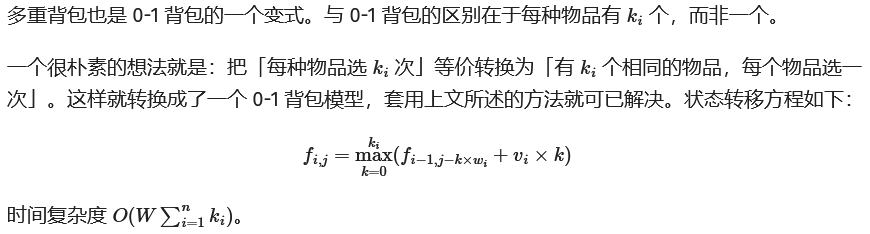 多重背包也是 0-1 背包的一个变式。与 0-1 背包的区别在于每种物品有 $k_i$ 个，而非一个。
一个很朴素的想法就是：把「每种物品选 $k_i$ 次」等价转换为「有 $k_i$ 个相同的物品，每个物品选一
次」。这样就转换成了一个 0-1 背包模型，套用上文所述的方法就可已解决。状态转移方程如下：
$f_{i,j} = \max_{k=0}^{k_i}(f_{i-1,j-k\times w_i} + v_i \times k)$
时间复杂度 $O(W \sum_{i=1}^{n} k_i)$。